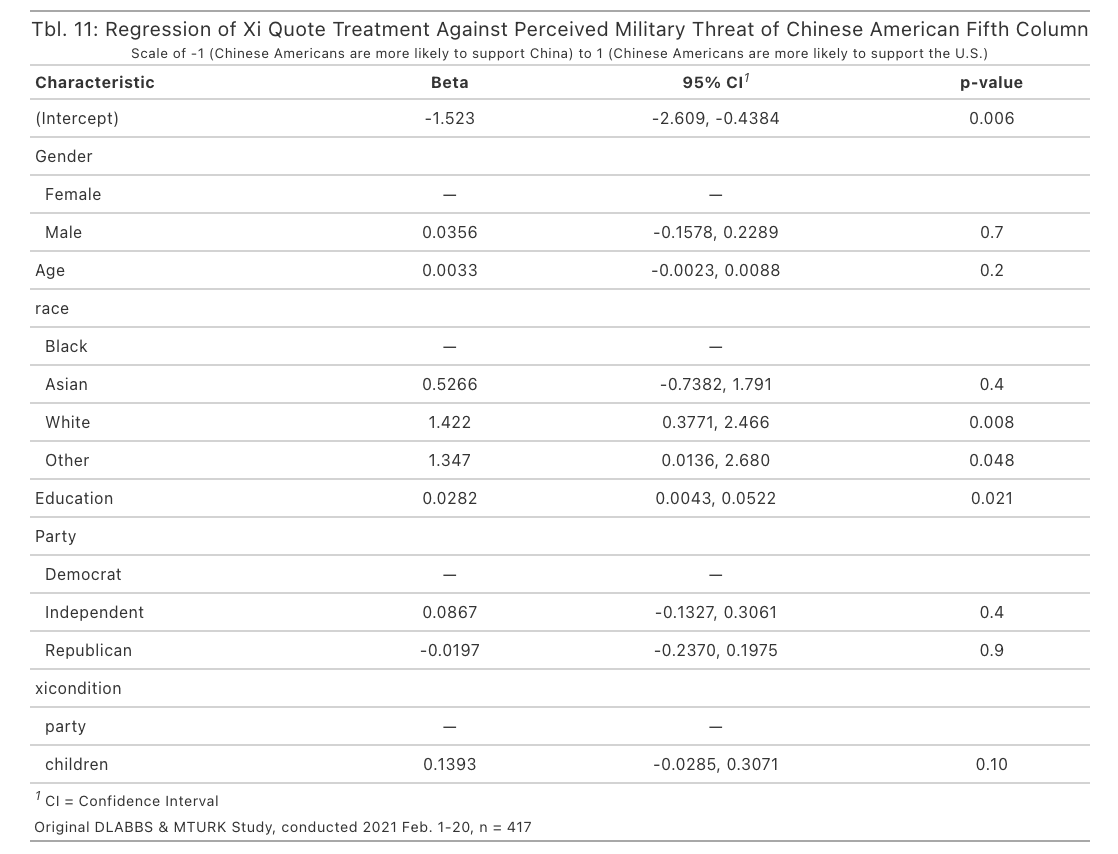 Tbl. 11: Regression of Xi Quote Treatment Against Perceived Military Threat of Chinese American Fifth Column
Scale of -1 (Chinese Americans are more likely to support China) to 1 (Chinese Americans are more likely to support the U.S.)
Characteristic Beta 95% CI1 p-value
(Intercept) -1.523 -2.609, -0.4384 0.006
Gender
Female — —
Male 0.0356 -0.1578, 0.2289 0.7
Age 0.0033 -0.0023, 0.0088 0.2
race
Black — —
Asian 0.5266 -0.7382, 1.791 0.4
White 1.422 0.3771, 2.466 0.008
Other 1.347 0.0136, 2.680 0.048
Education 0.0282 0.0043, 0.0522 0.021
Party
Democrat — —
Independent 0.0867 -0.1327, 0.3061 0.4
Republican -0.0197 -0.2370, 0.1975 0.9
xicondition
party — —
children 0.1393 -0.0285, 0.3071 0.10
1 CI = Confidence Interval
Original DLABBS & MTURK Study, conducted 2021 Feb. 1-20, n = 417